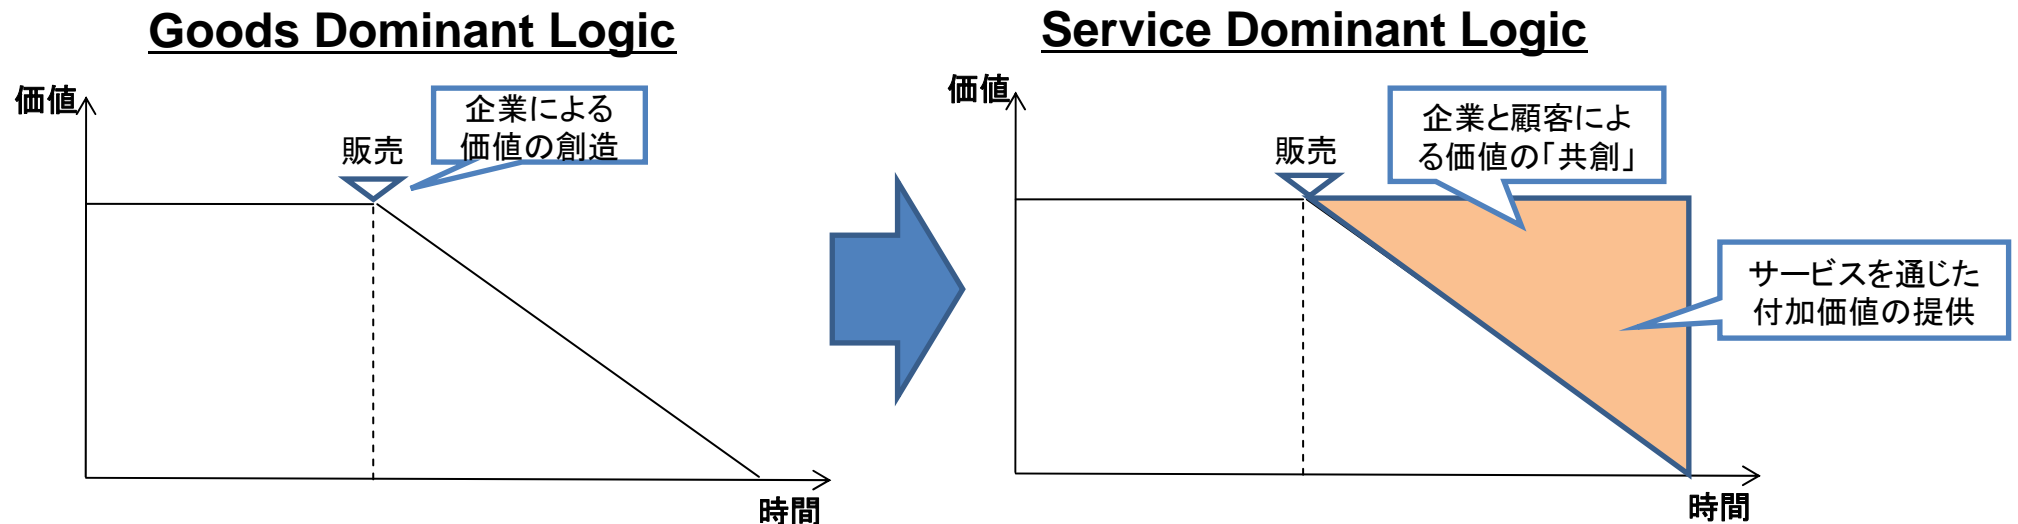 Goods Dominant Logic
価値
販売
企業による
価値の創造
時間
Service Dominant Logic
価値
販売
企業と顧客によ
る価値の「共創」
サービスを通じた
付加価値の提供
時間